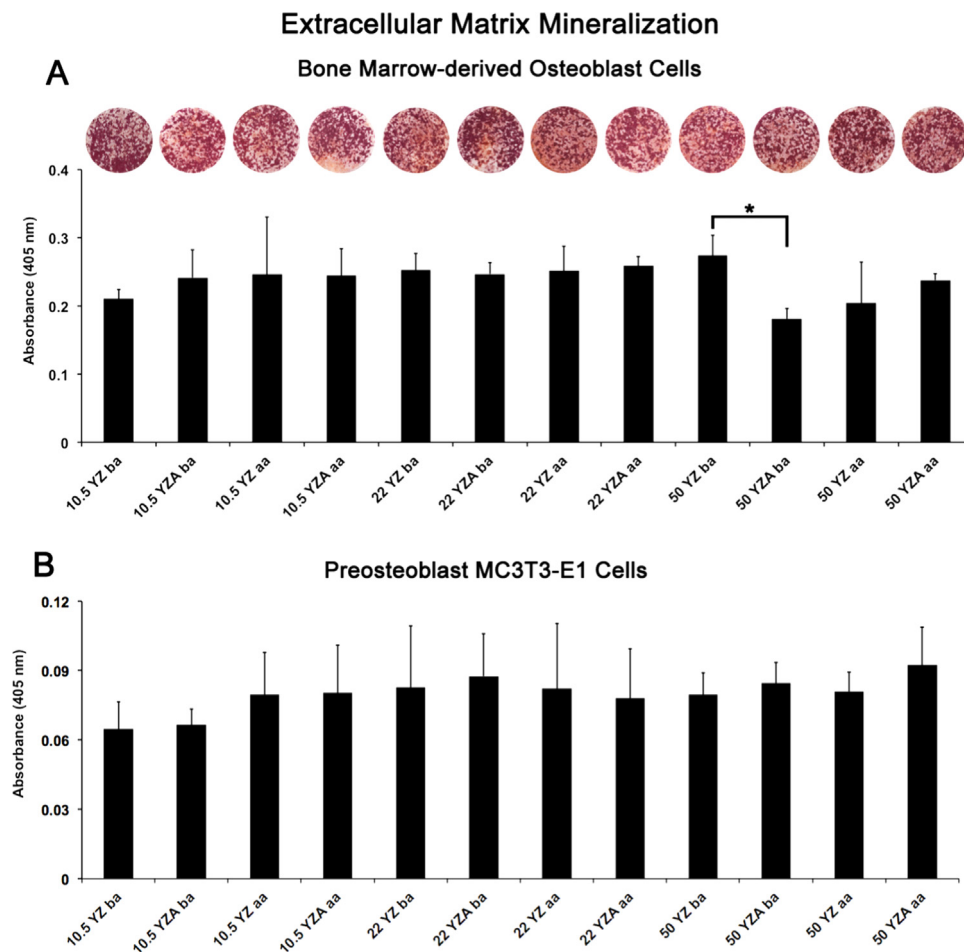 Extracellular Matrix Mineralization
A
Bone Marrow-derived Osteoblast Cells
0.4
0.3
0.2
0.1
0
Absorbance (405 nm)
*
10.5 YZ ba
10.5 YZA ba
10.5 YZ aa
10.5 YZA aa
22 YZ ba
22 YZA ba
22 YZ aa
22 YZA aa
50 YZ ba
50 YZA ba
50 YZ aa
50 YZA aa
B
Preosteoblast MC3T3-E1 Cells
0.12
0.09
0.06
0.03
0
Absorbance (405 nm)
10.5 YZ ba
10.5 YZA ba
10.5 YZ aa
10.5 YZA aa
22 YZ ba
22 YZA ba
22 YZ aa
22 YZA aa
50 YZ ba
50 YZA ba
50 YZ aa
50 YZA aa